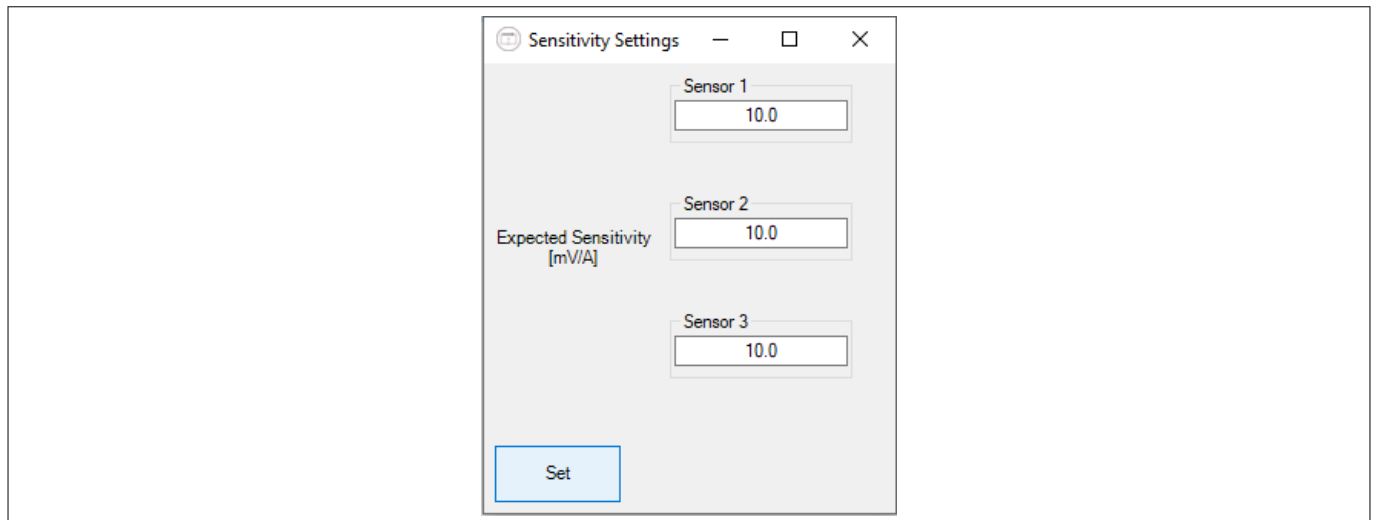 Sensitivity Settings
Sensor 1
10.0
Sensor 2
Expected Sensitivity
[mV/A]
10.0
Sensor 3
10.0
Set